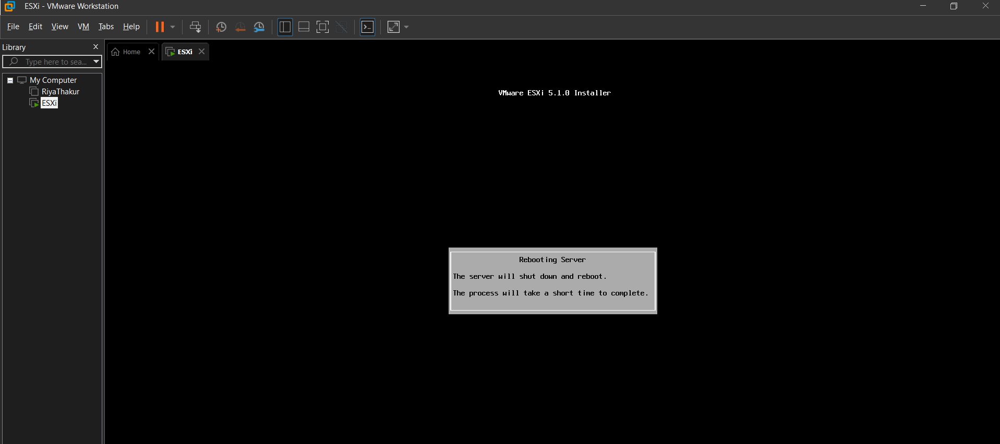 ESXi - VMware Workstation
File Edit View VM Tabs Help
Library
Type here to sea...
Home
ESXi
My Computer
RiyaThakur
ESXi
VMware ESXi 5.1.0 Installer
Rebooting Server
The server will shut down and reboot.
The process will take a short time to complete.